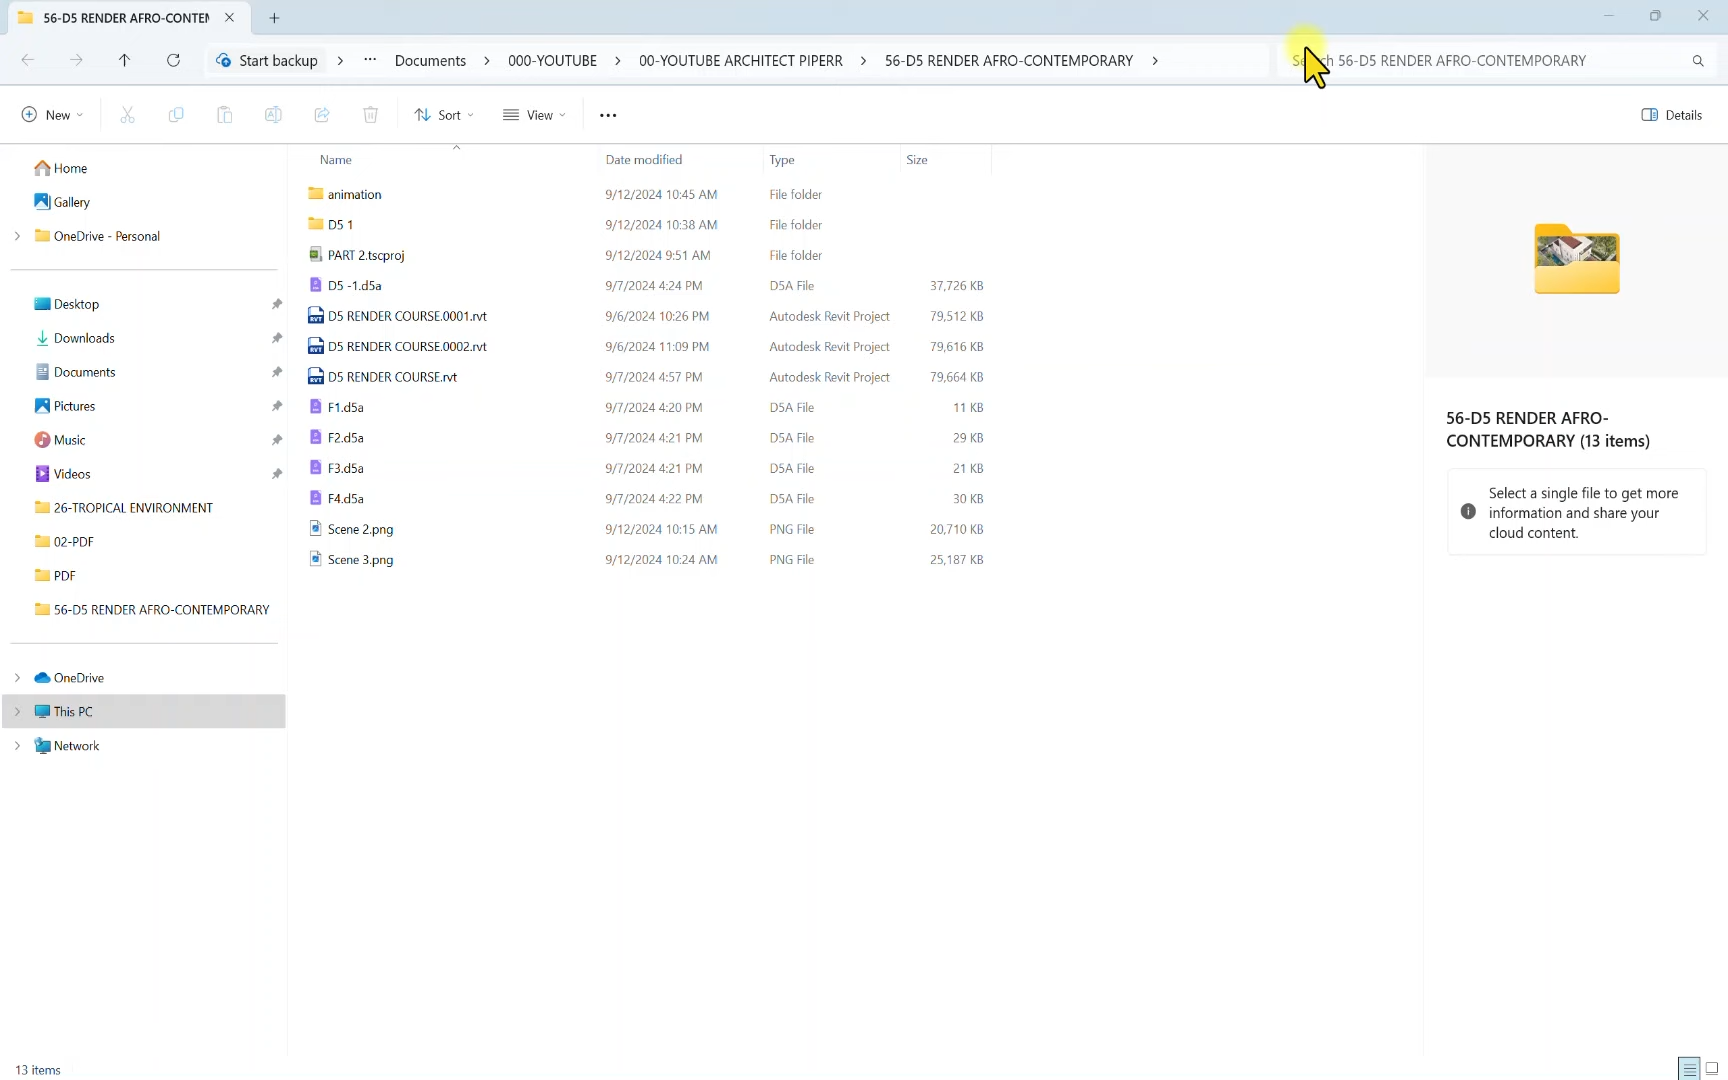 56-D5 RENDER AFRO-CONTEM
Start backup > ... Documents > 000-YOUTUBE > 00-YOUTUBE ARCHITECT PIPERR > 56-D5 RENDER AFRO-CONTEMPORARY >
56-D5 RENDER AFRO-CONTEMPORARY
New Sort View ... Details
Name Date modified Type Size
Home
Gallery
OneDrive - Personal
Desktop
Downloads
Documents
Pictures
Music
Videos
26-TROPICAL ENVIRONMENT
02-PDF
PDF
56-D5 RENDER AFRO-CONTEMPORARY
OneDrive
This PC
Network
animation 9/12/2024 10:45 AM File folder
D5 1 9/12/2024 10:38 AM File folder
PART 2.tscproj 9/12/2024 9:51 AM File folder
D5 -1.d5a 9/7/2024 4:24 PM D5A File 37,726 KB
D5 RENDER COURSE.0001.rvt 9/6/2024 10:26 PM Autodesk Revit Project 79,512 KB
D5 RENDER COURSE.0002.rvt 9/6/2024 11:09 PM Autodesk Revit Project 79,616 KB
D5 RENDER COURSE.rvt 9/7/2024 4:57 PM Autodesk Revit Project 79,664 KB
F1.d5a 9/7/2024 4:20 PM D5A File 11 KB
F2.d5a 9/7/2024 4:21 PM D5A File 29 KB
F3.d5a 9/7/2024 4:21 PM D5A File 21 KB
F4.d5a 9/7/2024 4:22 PM D5A File 30 KB
Scene 2.png 9/12/2024 10:15 AM PNG File 20,710 KB
Scene 3.png 9/12/2024 10:24 AM PNG File 25,187 KB
56-D5 RENDER AFRO-
CONTEMPORARY (13 items)
Select a single file to get more
information and share your
cloud content.
13 items